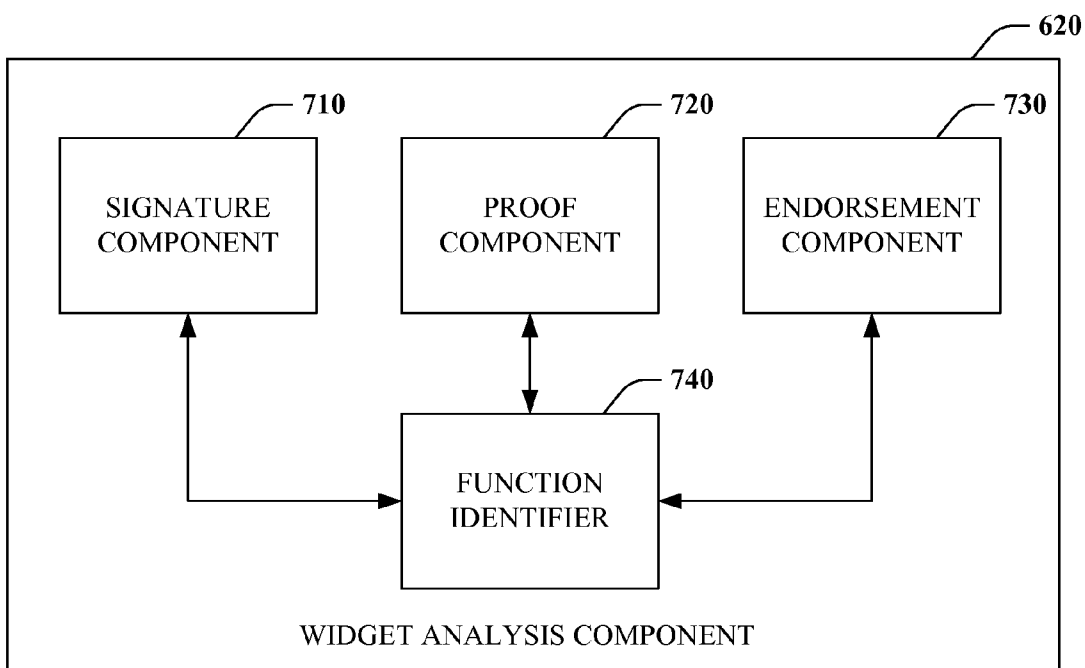 620
710
720
730
SIGNATURE
COMPONENT
PROOF
COMPONENT
ENDORSEMENT
COMPONENT
740
FUNCTION
IDENTIFIER
WIDGET ANALYSIS COMPONENT